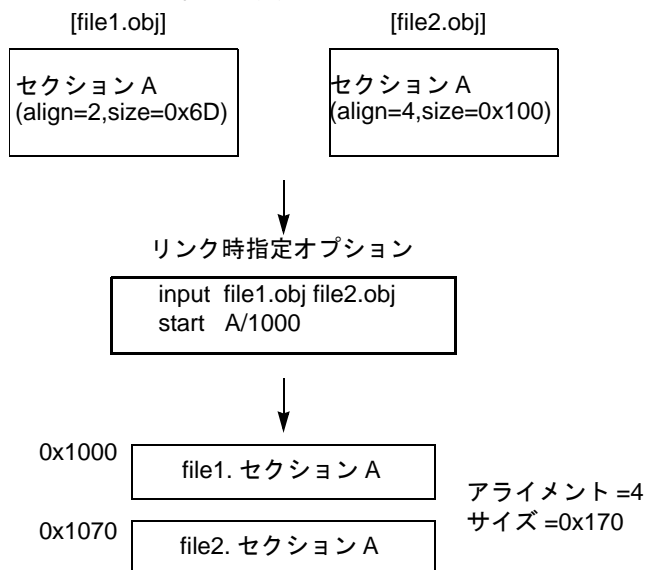 [file1.obj]
[file2.obj]
セクション A
(align=2,size=0x6D)
セクション A
(align=4,size=0x100)
リンク時指定オプション
input file1.obj file2.obj
start A/1000
0x1000
file1. セクション A
アライメント =4
サイズ =0x170
0x1070
file2. セクション A